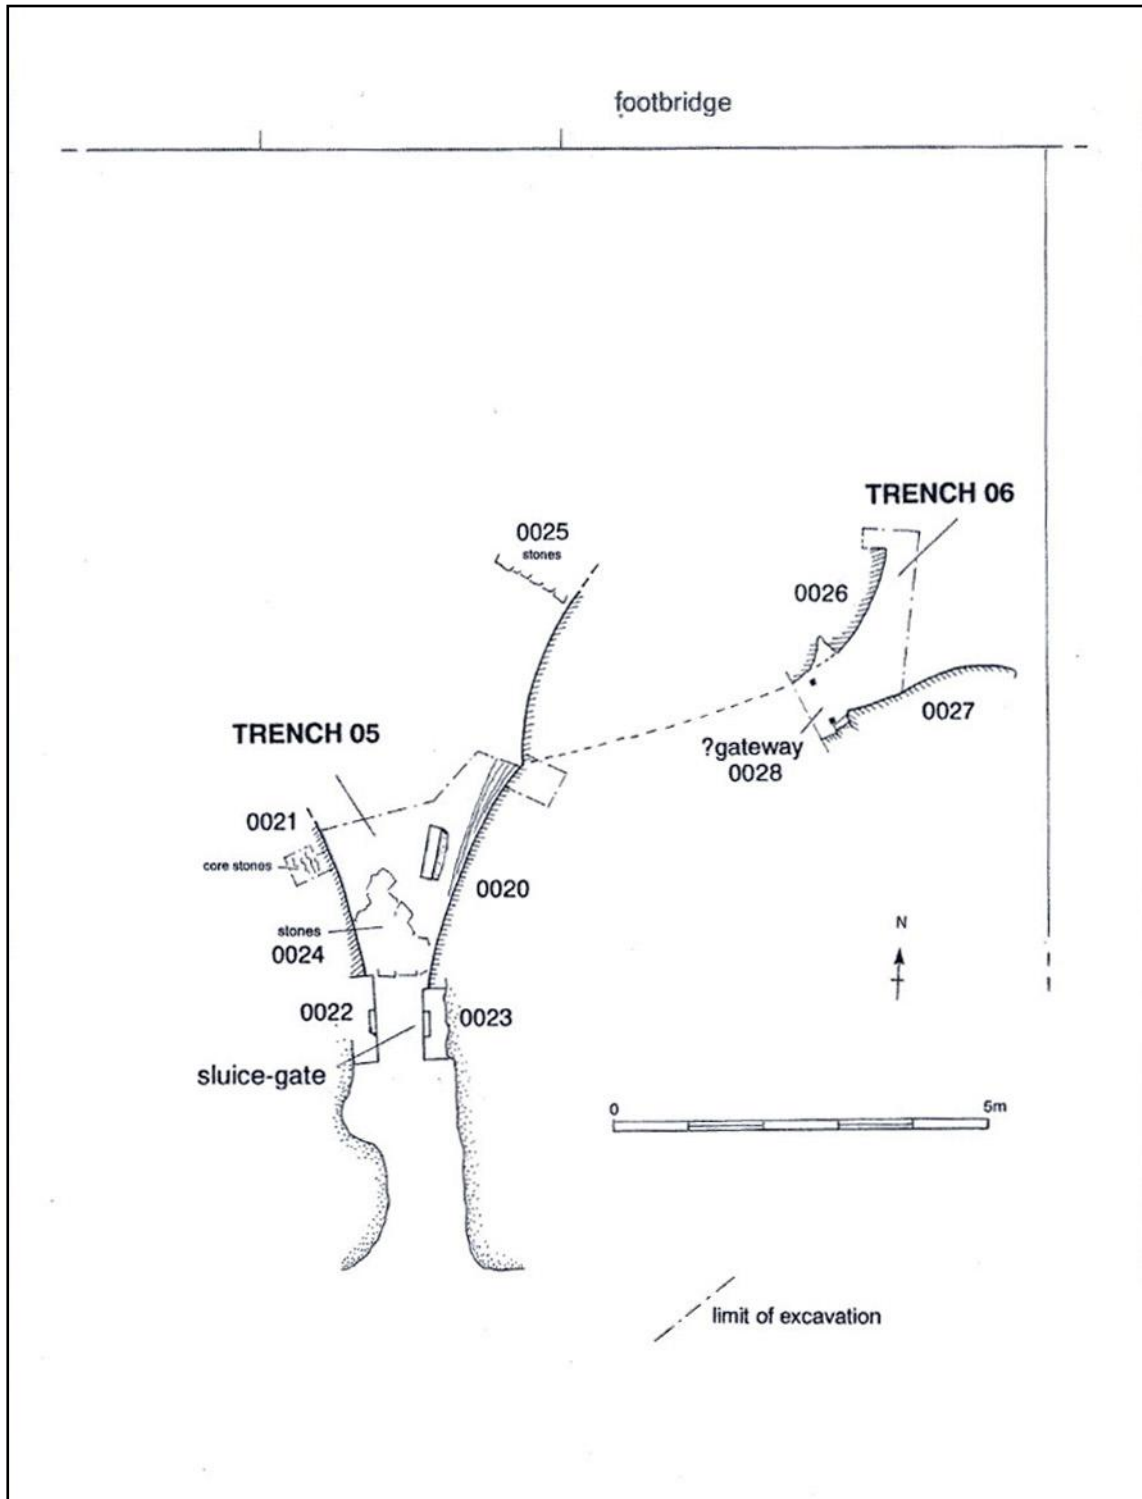 footbridge
TRENCH 06
0025
stones
0026
0027
?gateway
0028
TRENCH 05
0021
core stones
0020
stones
0024
N
0022
0023
sluice-gate
0
5m
limit of excavation